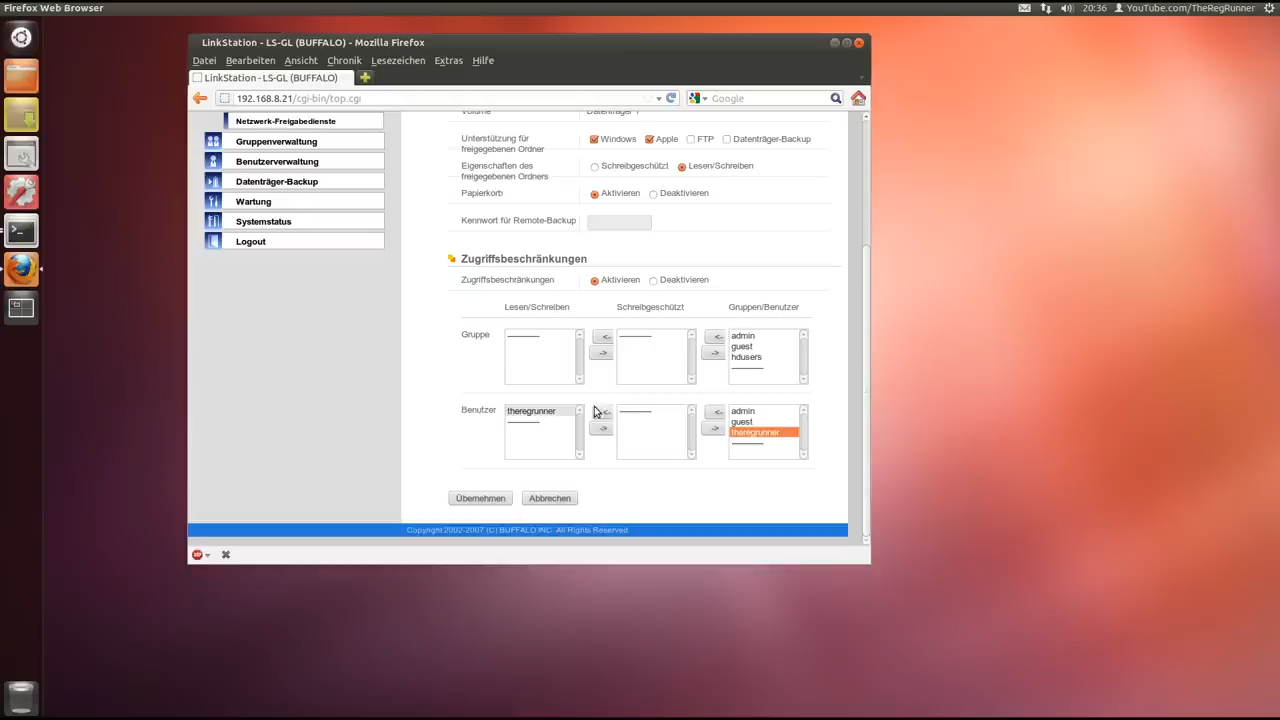 Firefox Web Browser
20:36 YouTube.com/TheRegRunner
LinkStation - LS-GL (BUFFALO) - Mozilla Firefox
Datei Bearbeiten Ansicht Chronik Lesezeichen Extras Hilfe
LinkStation - LS-GL (BUFFALO)
192.168.8.21/cgi-bin/top.cgi
Google
Volume Datenträger 1
Netzwerk-Freigabedienste
Gruppenverwaltung
Benutzerverwaltung
Datenträger-Backup
Wartung
Systemstatus
Logout
Unterstützung für
freigegebenen Ordner
Windows Apple FTP Datenträger-Backup
Eigenschaften des
freigegebenen Ordners
Schreibgeschützt Lesen/Schreiben
Papierkorb Aktivieren Deaktivieren
Kennwort für Remote-Backup
Zugriffsbeschränkungen
Zugriffsbeschränkungen Aktivieren Deaktivieren
Lesen/Schreiben Schreibgeschützt Gruppen/Benutzer
Gruppe
<-
->
<-
->
admin
guest
hdusers
Benutzer
theregrunner
<-
->
<-
->
admin
guest
theregrunner
Übernehmen Abbrechen
Copyright 2002-2007 (C) BUFFALO INC. All Rights Reserved.
ABP